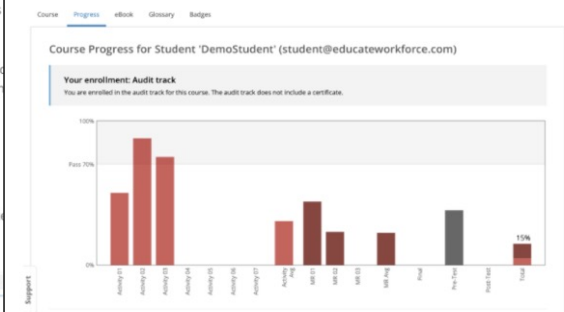 Course Progress eBook Glossary Badges
Course Progress for Student 'DemoStudent' (student@educateworkforce.com)
Your enrollment: Audit track
You are enrolled in the audit track for this course. The audit track does not include a certificate.
100%
Pass 70%
0%
15%
Activity 01
Activity 02
Activity 03
Activity 04
Activity 05
Activity 06
Activity 07
Activity Avg
MR 01
MR 02
MR 03
MR Avg
Final
Pre-Test
Post-Test
Total
Support